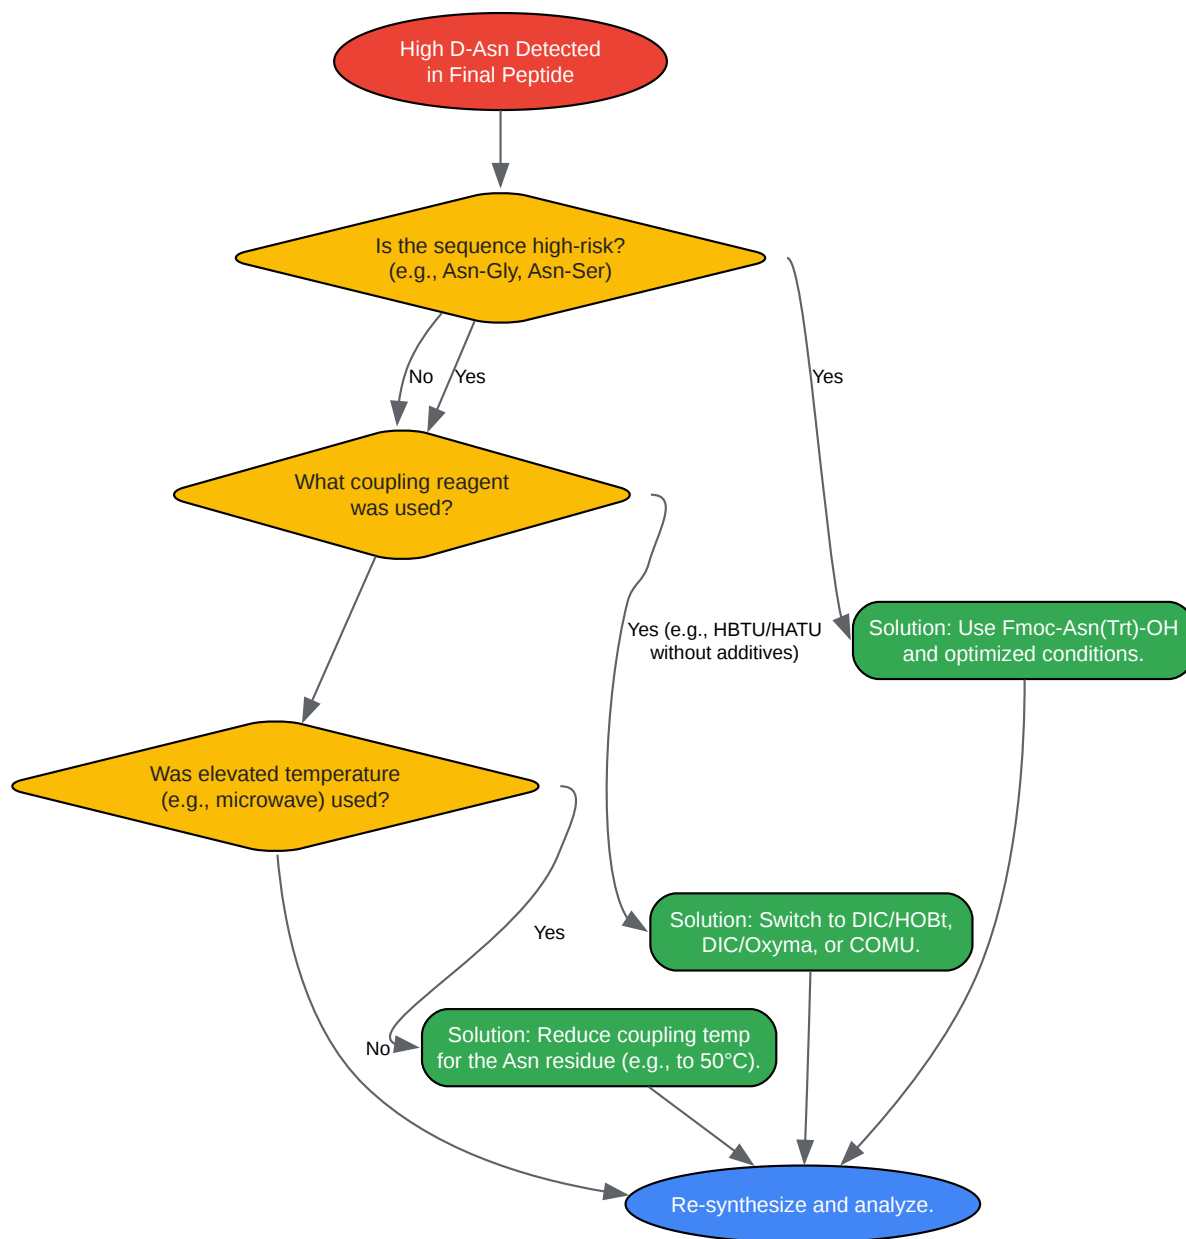 High D-Asn Detected
in Final Peptide
Is the sequence high-risk?
(e.g., Asn-Gly, Asn-Ser)
No
Yes
Yes
What coupling reagent
was used?
Yes (e.g., HBTU/HATU
without additives)
Solution: Use Fmoc-Asn(Trt)-OH
and optimized conditions.
Was elevated temperature
(e.g., microwave) used?
Yes
Solution: Switch to DIC/HOBt,
DIC/Oxyma, or COMU.
No
Solution: Reduce coupling temp
for the Asn residue (e.g., to 50°C).
Re-synthesize and analyze.